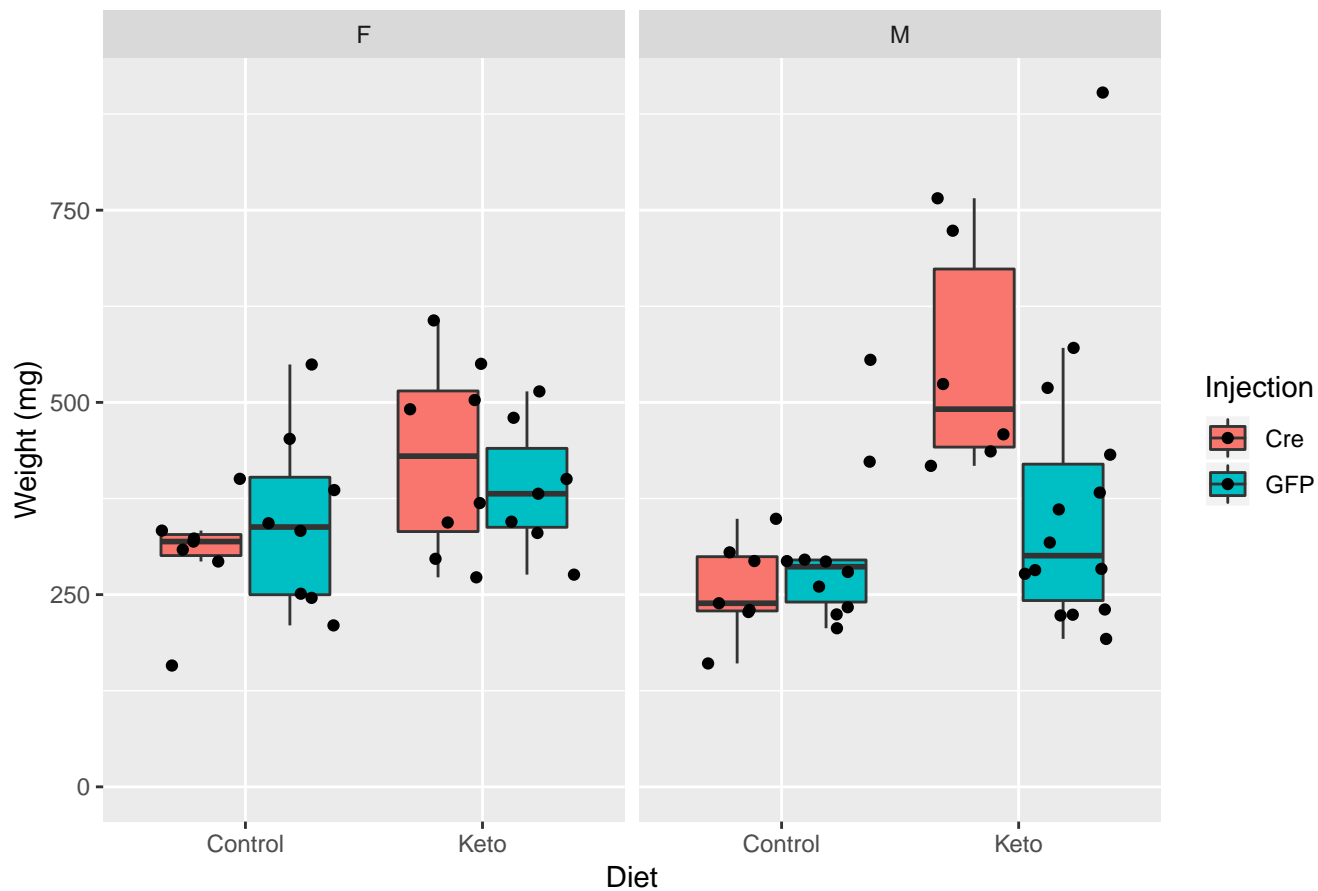 F
M
750
500
250
0
Weight (mg)
Control
Keto
Control
Keto
Diet
Injection
Cre
GFP